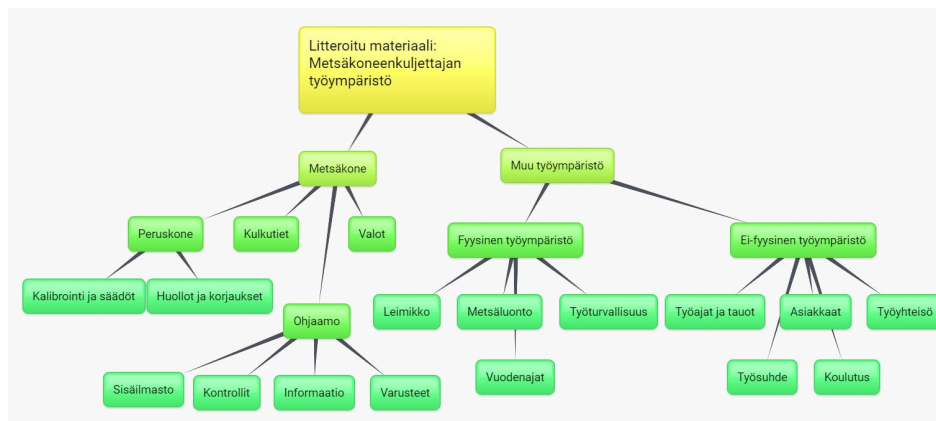 Litteroitu materiaali:
Metsäkoneenkuljettajan
työympäristö
Metsäkone
Muu työympäristö
Peruskone
Kulkutiet
Valot
Fyysinen työympäristö
Ei-fyysinen työympäristö
Kalibrointi ja säädöt
Huollot ja korjaukset
Ohjaamo
Leimikko
Metsäluonto
Työturvallisuus
Työajat ja tauot
Asiakkaat
Työyhteisö
Sisäilmasto
Kontrollit
Informaatio
Varusteet
Vuodenajat
Työsuhde
Koulutus